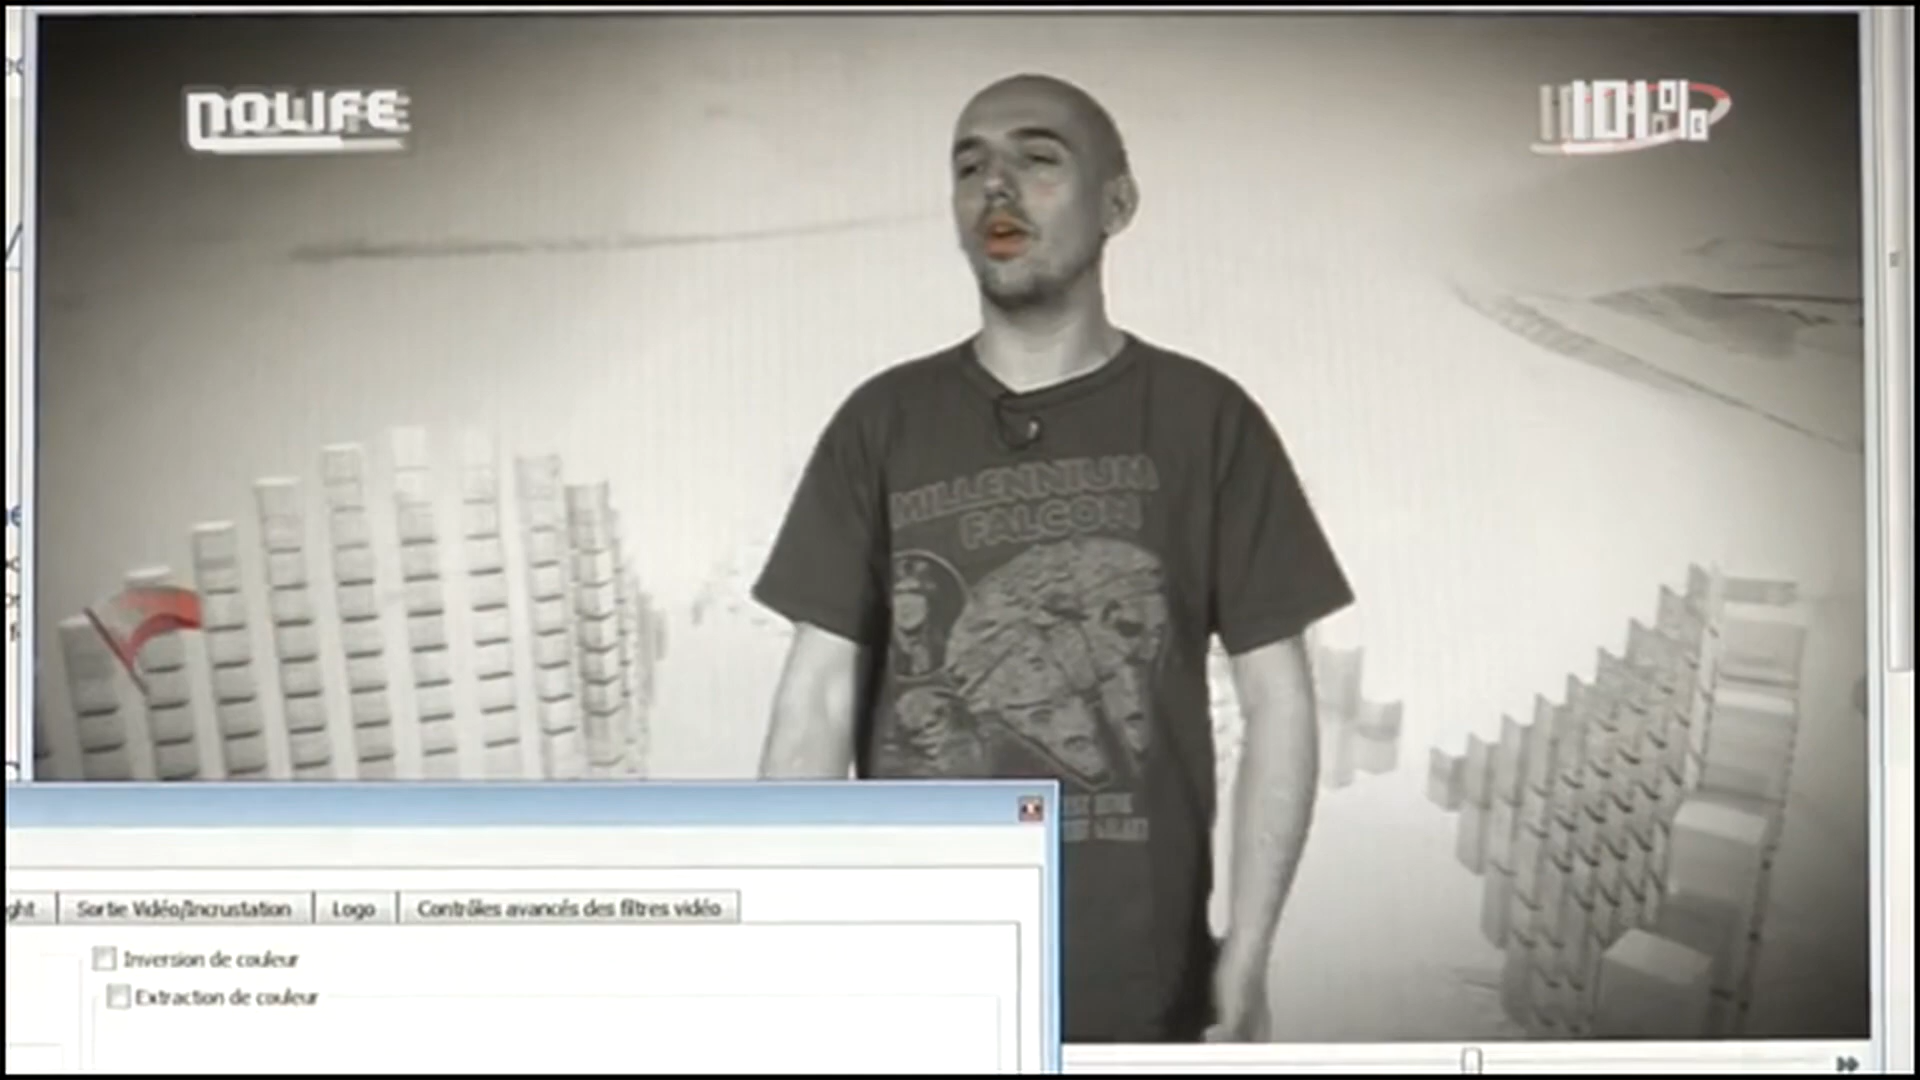 NOLIFE
101%
MILLENNIUM
FALCON
ght
Sortie Vidéo/Incrustation
Logo
Contrôles avancés des filtres vidéo
Inversion de couleur
Extraction de couleur